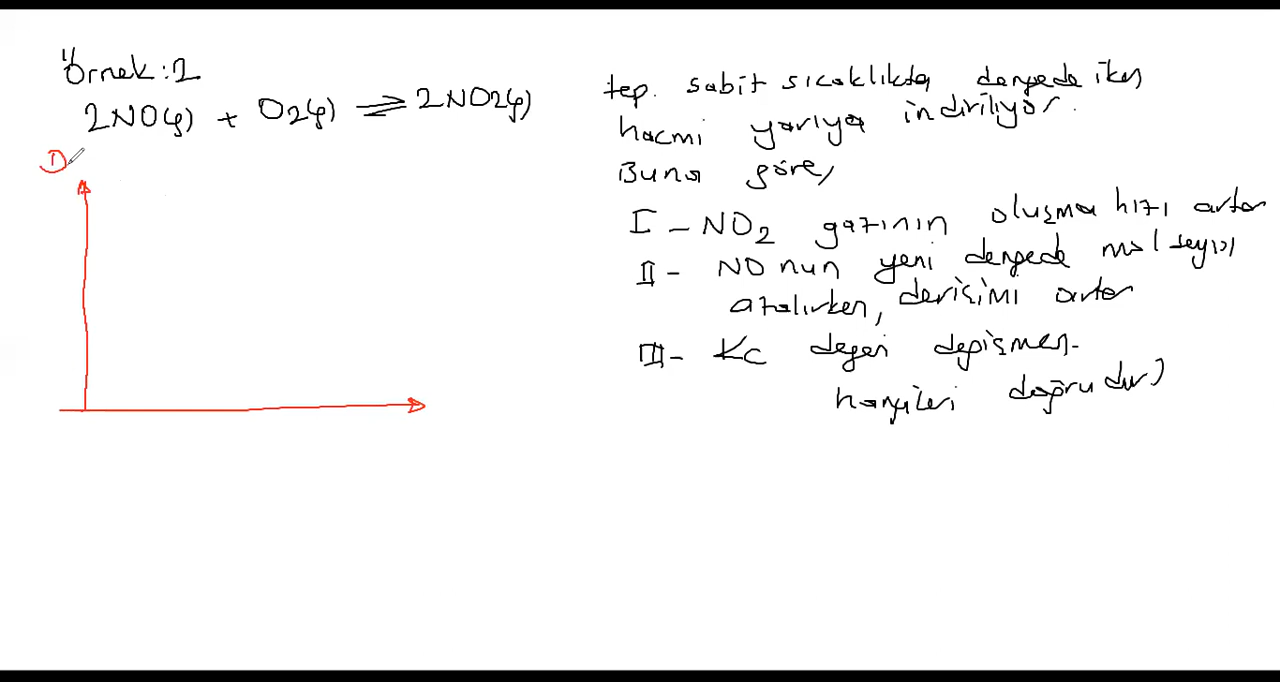 Örnek:2
2NO(g) + O2(g) ⇌ 2NO2(g)
D
tep. sabit sıcaklıkta dengede iken
hacmi yarıya indiriliyor.
Buna göre,
I - NO2 gazının oluşma hızı artar
II- NO nun yeni dengede mol sayısı
azalırken, derişimi artar
III- Kc değeri değişmez.
hangileri doğrudur?